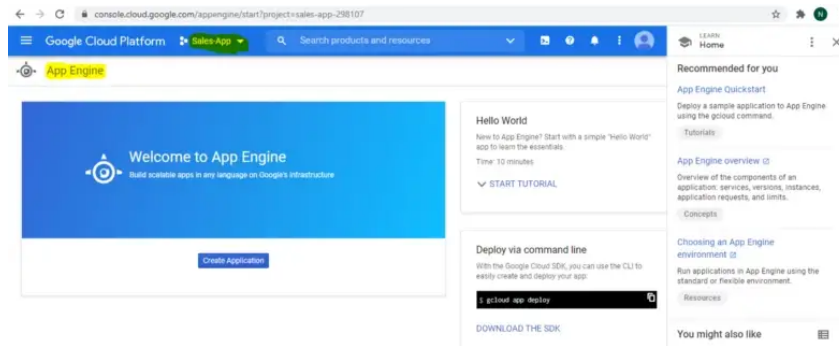 console.cloud.google.com/appengine/start?project=sales-app-298107
N
Google Cloud Platform
Sales-App
Search products and resources
LEARN
Home
App Engine
Welcome to App Engine
Build scalable apps in any language on Google's infrastructure
Create Application
Hello World
New to App Engine? Start with a simple "Hello World"
app to learn the essentials
Time: 10 minutes
START TUTORIAL
Deploy via command line
With the Google Cloud SDK, you can use the CLI to
easily create and deploy your app:
$ gcloud app deploy
DOWNLOAD THE SDK
Recommended for you
App Engine Quickstart
Deploy a sample application to App Engine
using the gcloud command.
Tutorials
App Engine overview
Overview of the components of an
application: services, versions, instances,
application requests, and limits.
Concepts
Choosing an App Engine
environment
Run applications in App Engine using the
standard or flexible environment.
Resources
You might also like